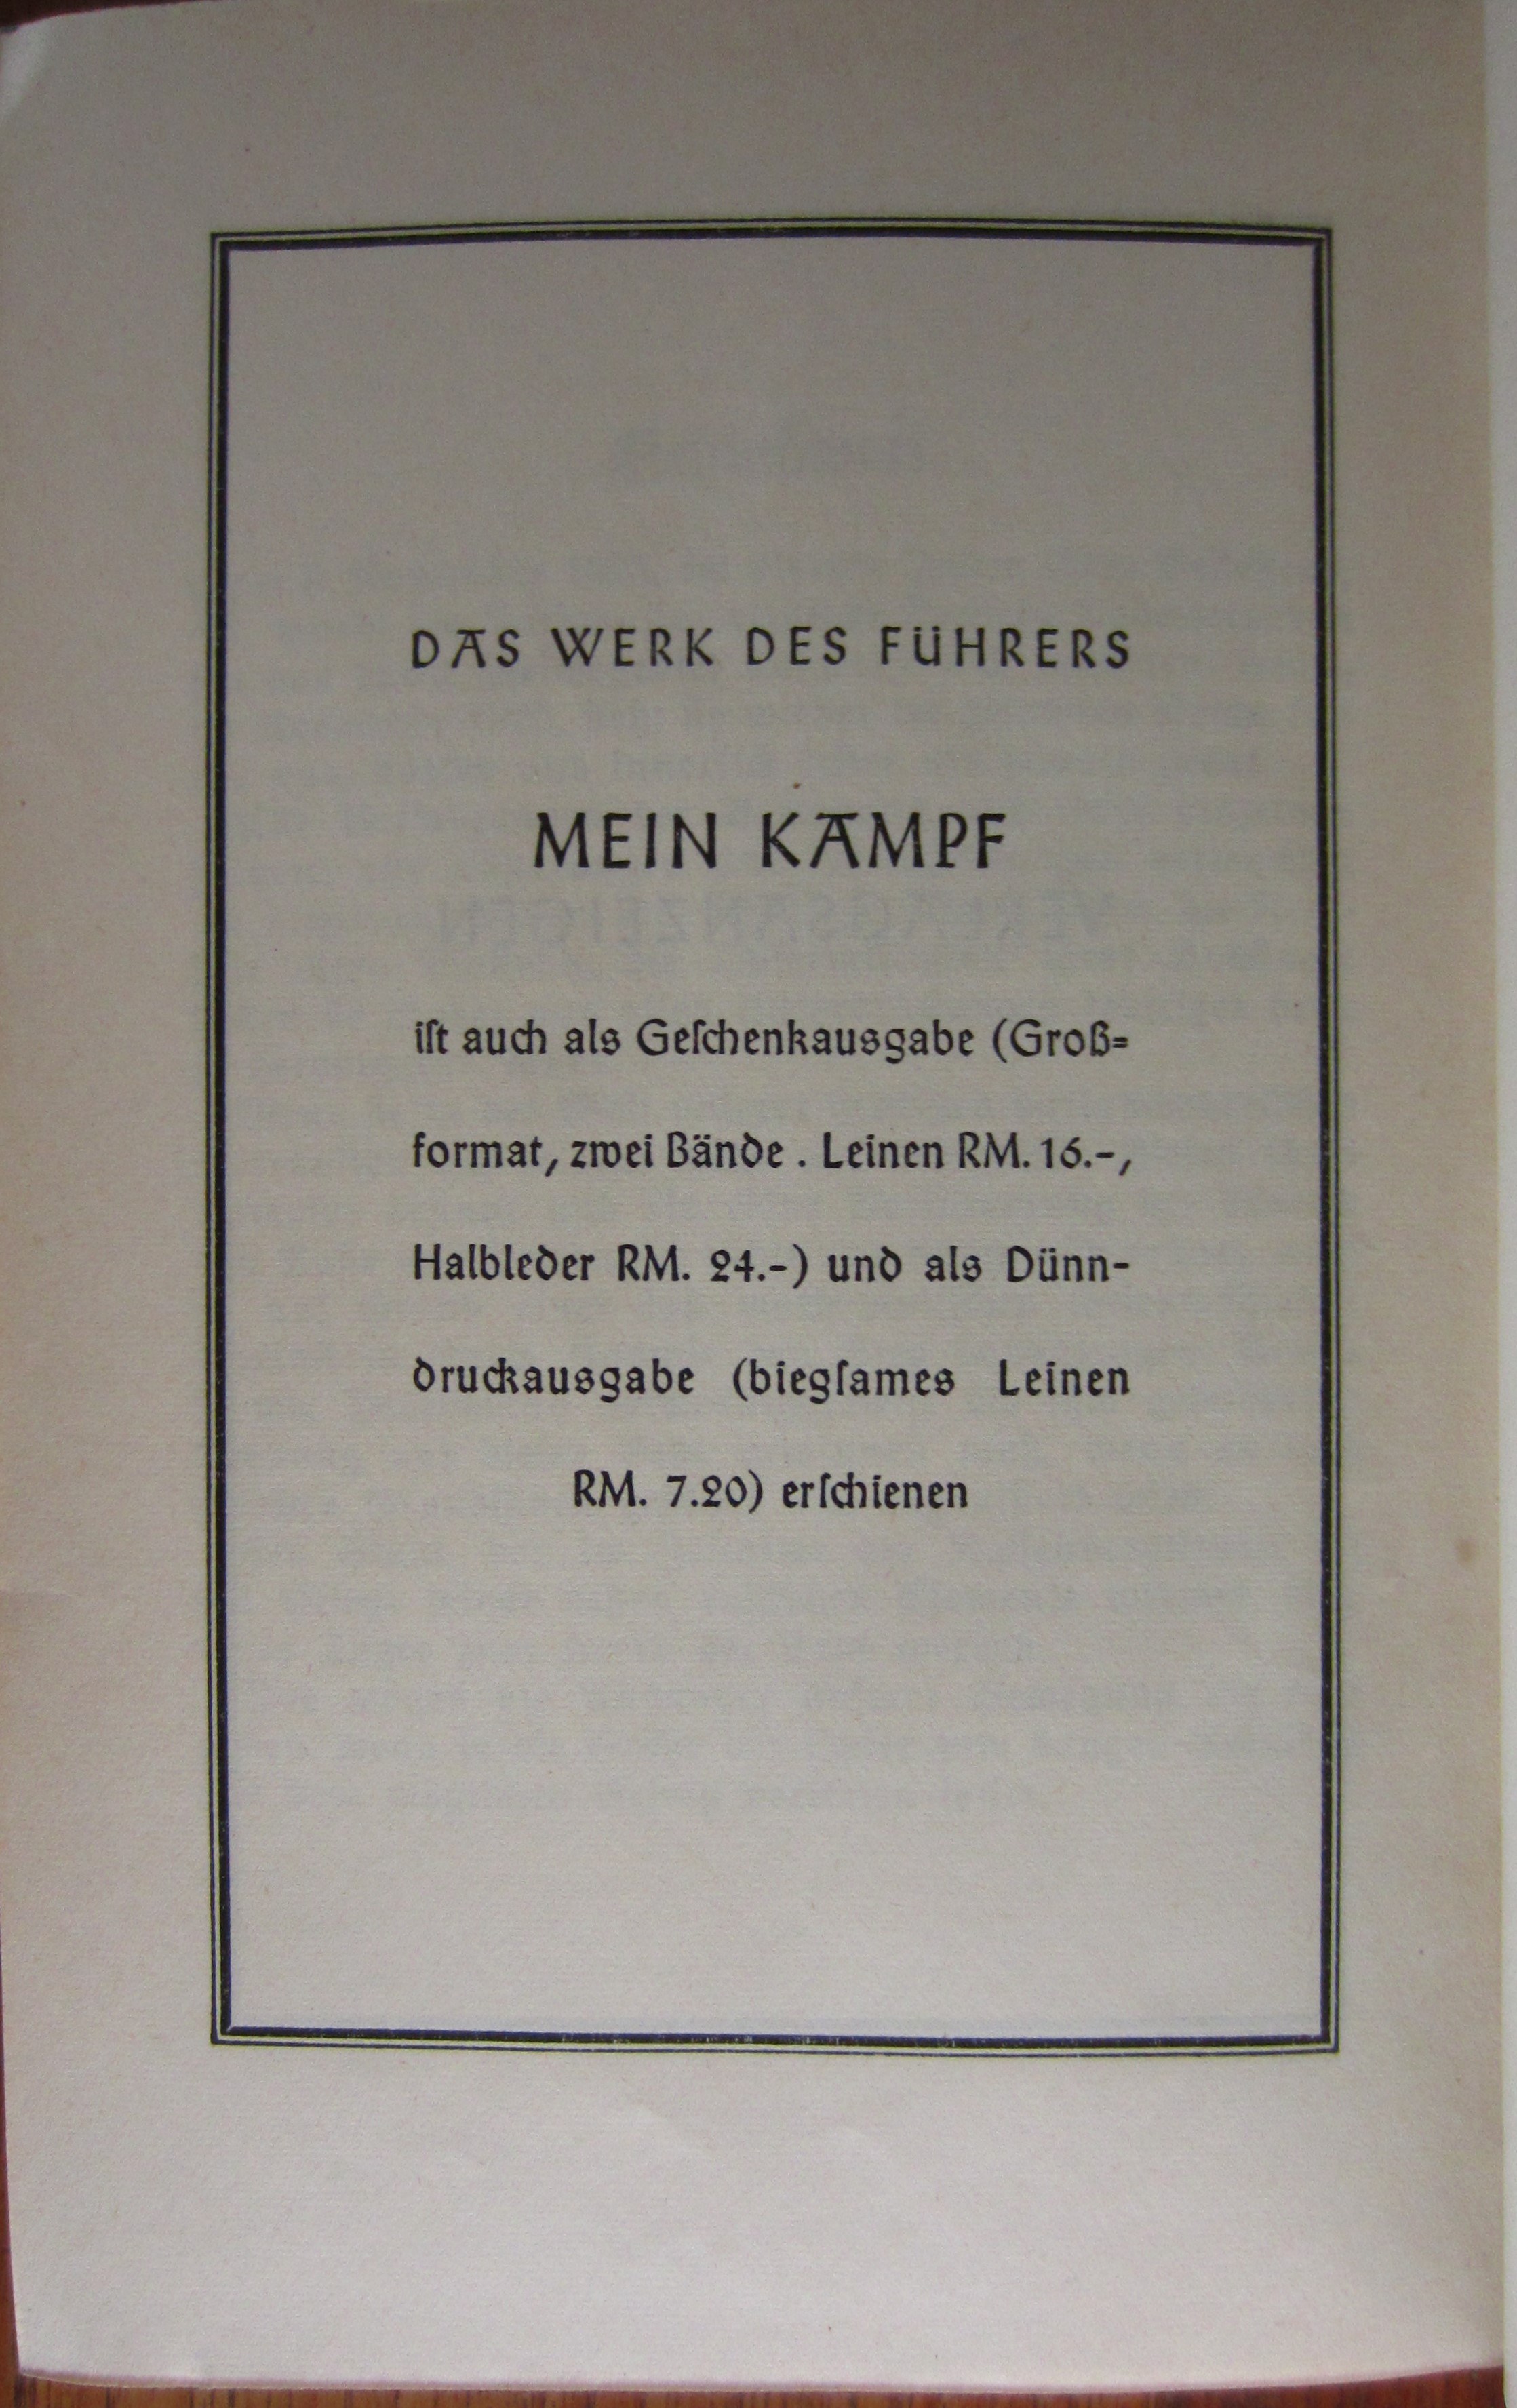 DAS WERK DES FÜHRERS
MEIN KAMPF
iſt auch als Geſchenkausgabe (Groß=
format, zwei Bände . Leinen RM. 16.-,
Halbleder RM. 24.-) und als Dünn-
druckausgabe (biegſames Leinen
RM. 7.20) erſchienen